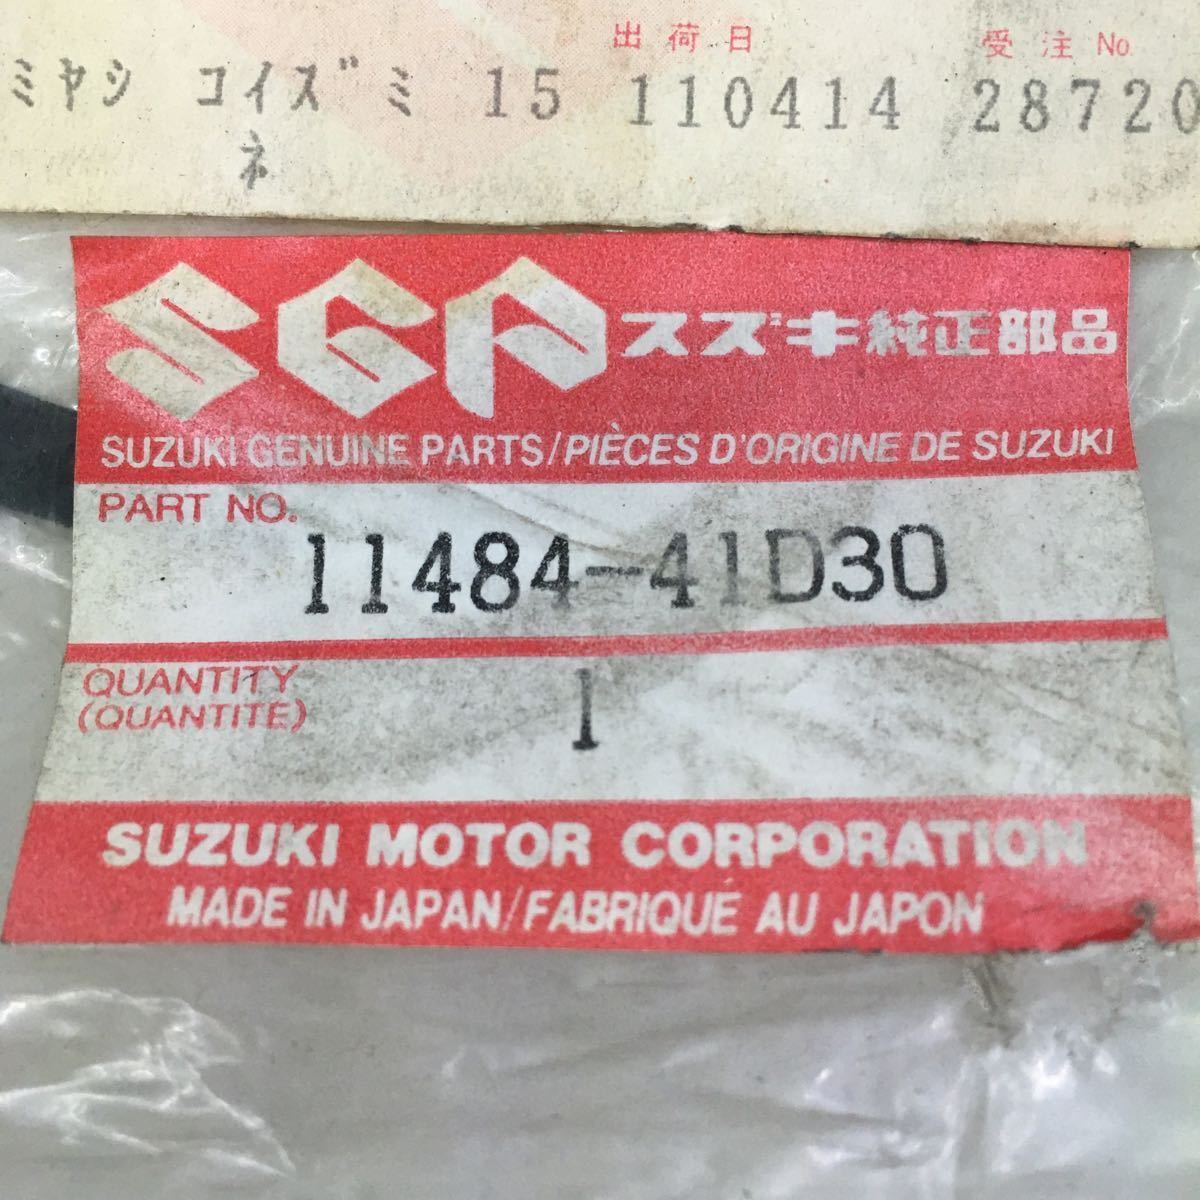 出荷日 受注No.
ミヤシ コイズミ 15 110414 28720
ネ
SGP スズキ純正部品
SUZUKI GENUINE PARTS/PIÈCES D'ORIGINE DE SUZUKI
PART NO.
11484-41D30
QUANTITY
(QUANTITÉ)
1
SUZUKI MOTOR CORPORATION
MADE IN JAPAN/FABRIQUÉ AU JAPON